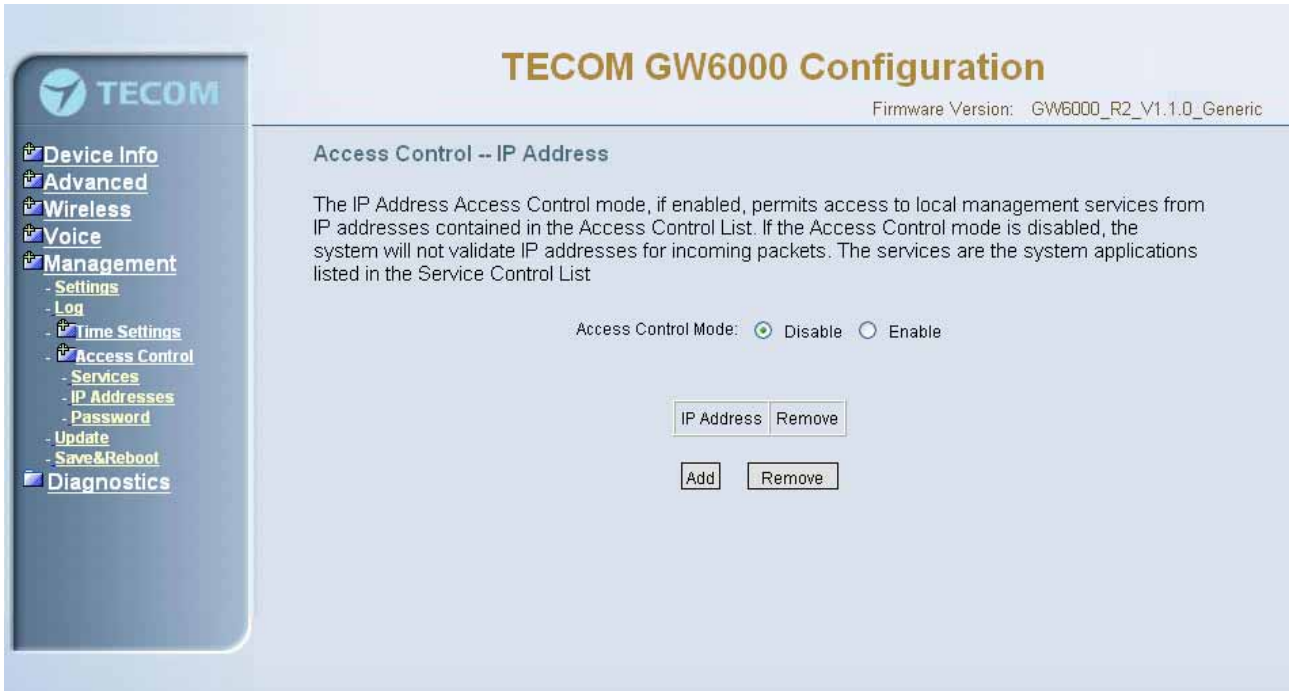 TECOM
TECOM GW6000 Configuration
Firmware Version: GW6000_R2_V1.1.0_Generic
Device Info
Advanced
Wireless
Voice
Management
- Settings
- Log
- Time Settings
- Access Control
- Services
- IP Addresses
- Password
- Update
- Save&Reboot
Diagnostics
Access Control -- IP Address
The IP Address Access Control mode, if enabled, permits access to local management services from
IP addresses contained in the Access Control List. If the Access Control mode is disabled, the
system will not validate IP addresses for incoming packets. The services are the system applications
listed in the Service Control List
Access Control Mode: Disable Enable
IP Address Remove
Add Remove